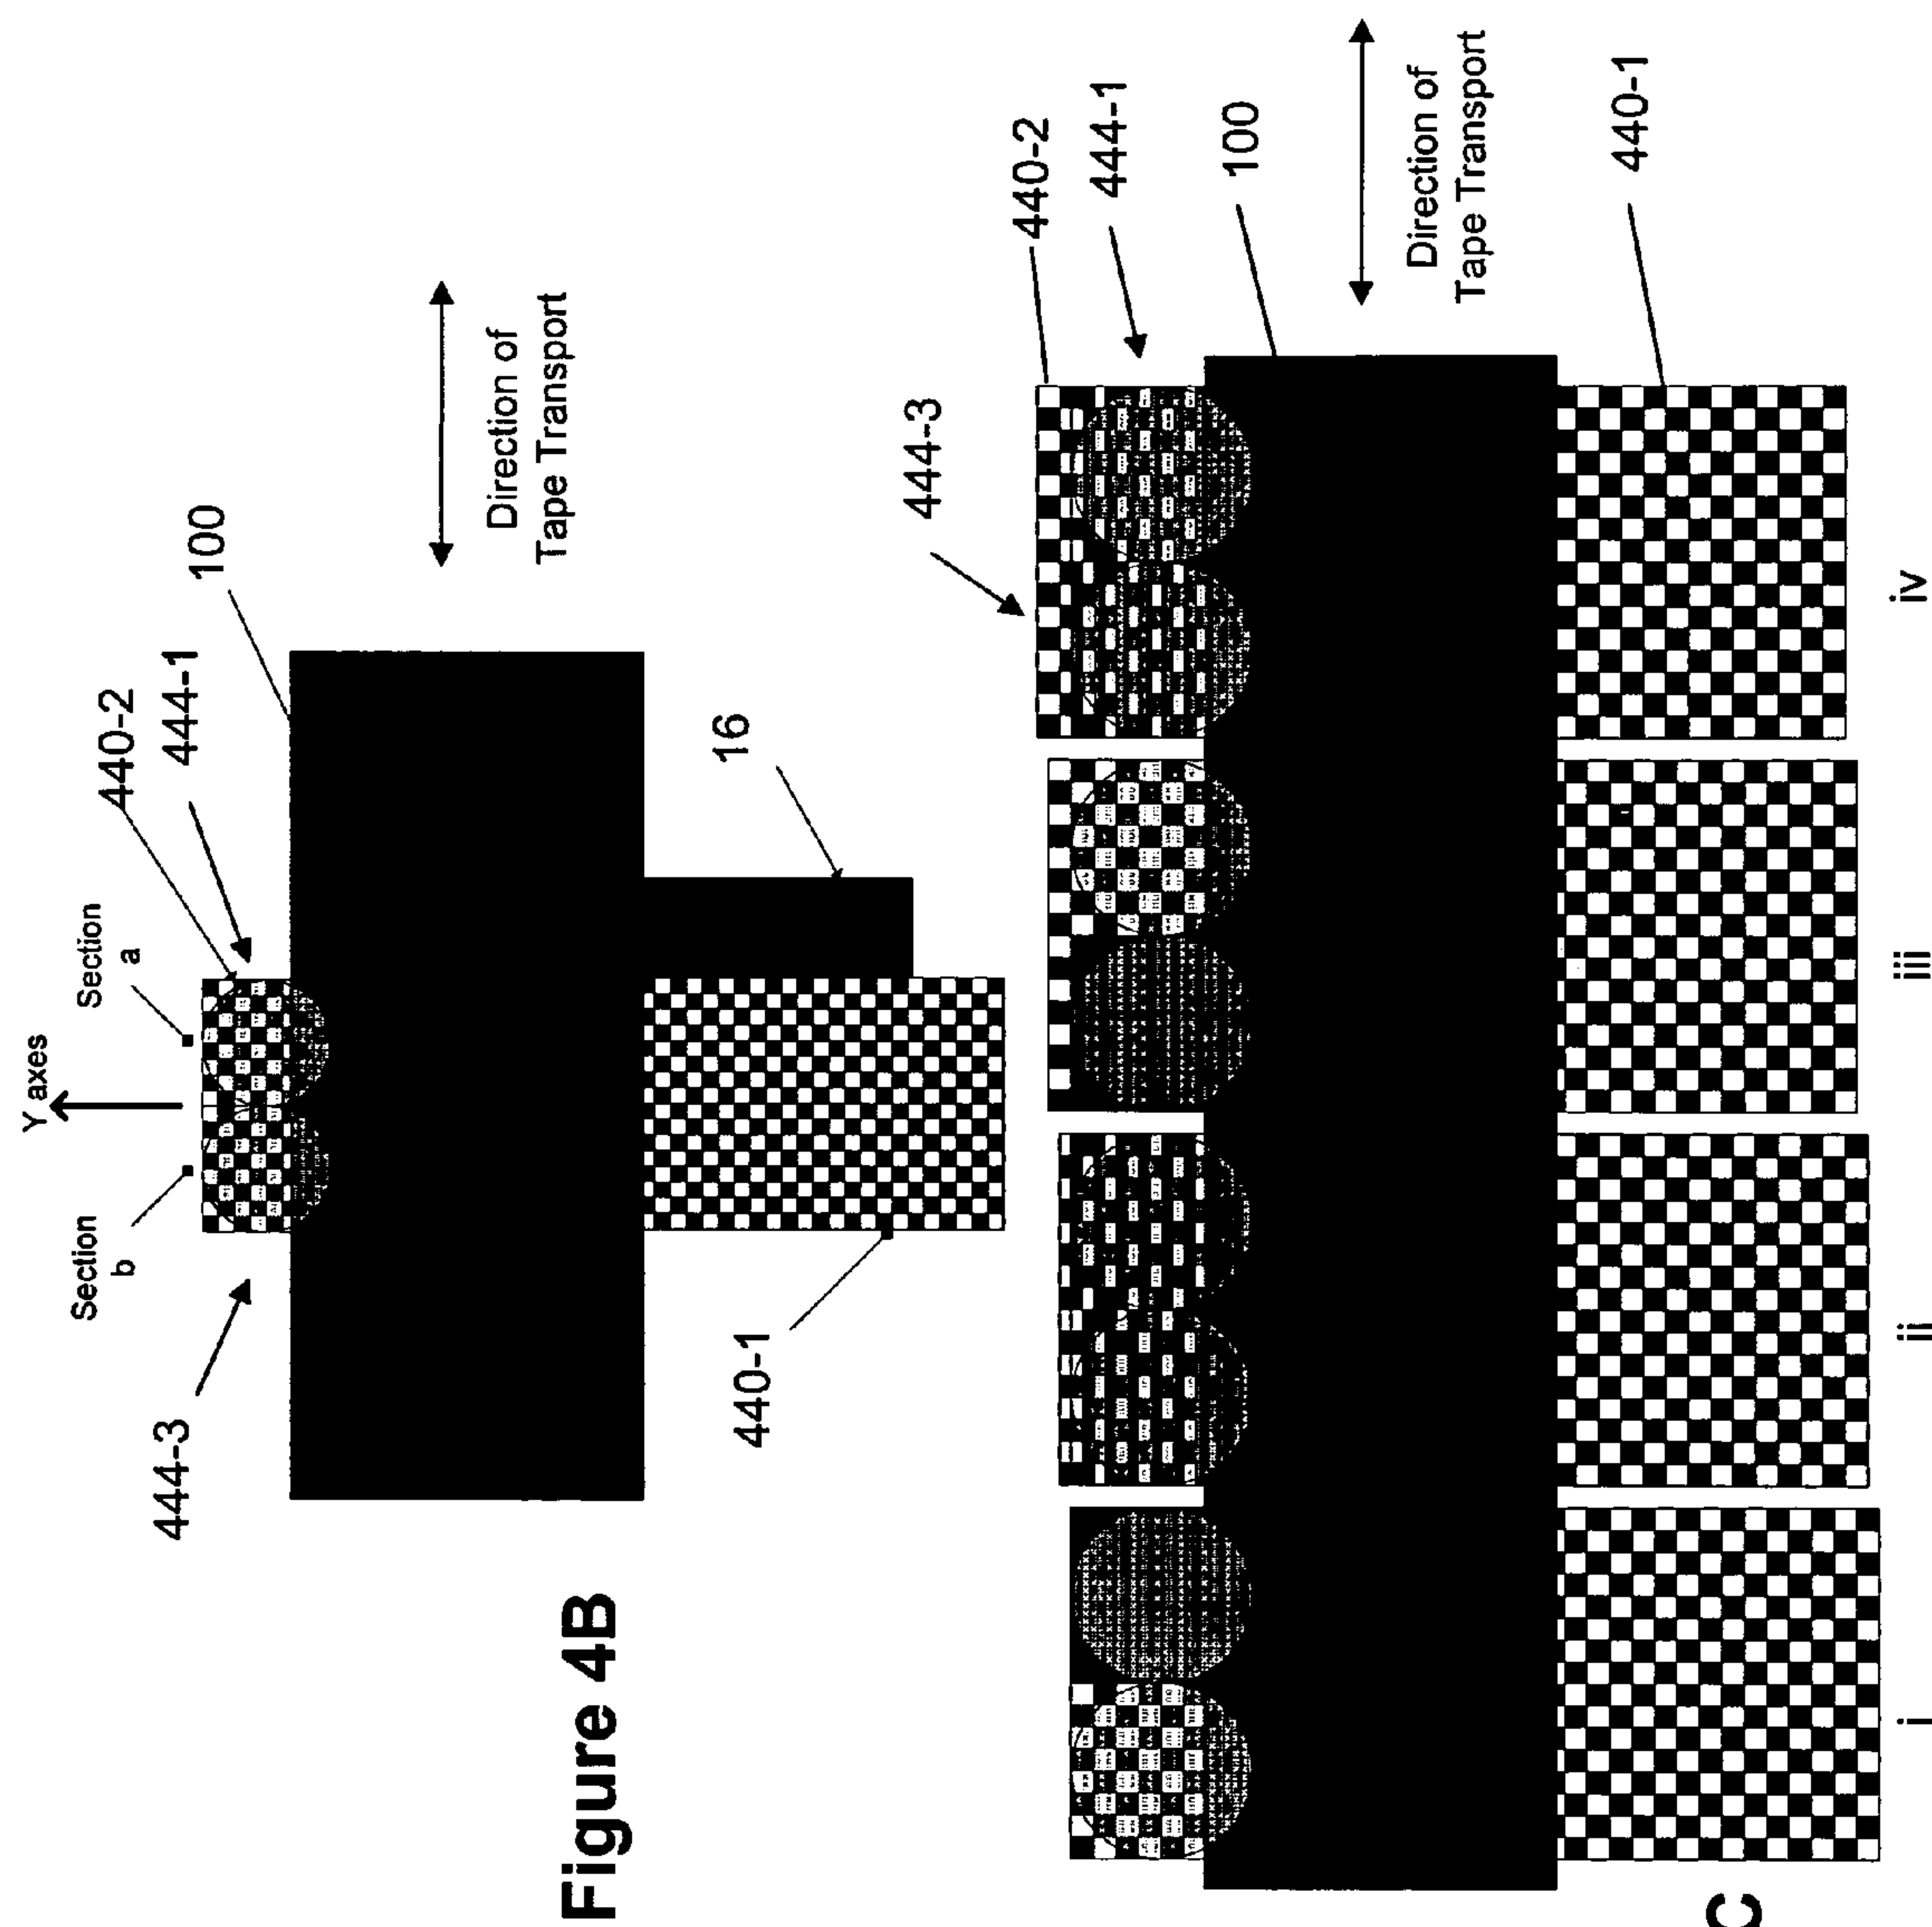 Y axes
Section
b
Section
a
440-2
444-3
444-1
100
Direction of
Tape Transport
Figure 4B
16
440-1
444-3
440-2
444-1
100
Direction of
Tape Transport
440-1
C
i
ii
iii
iv